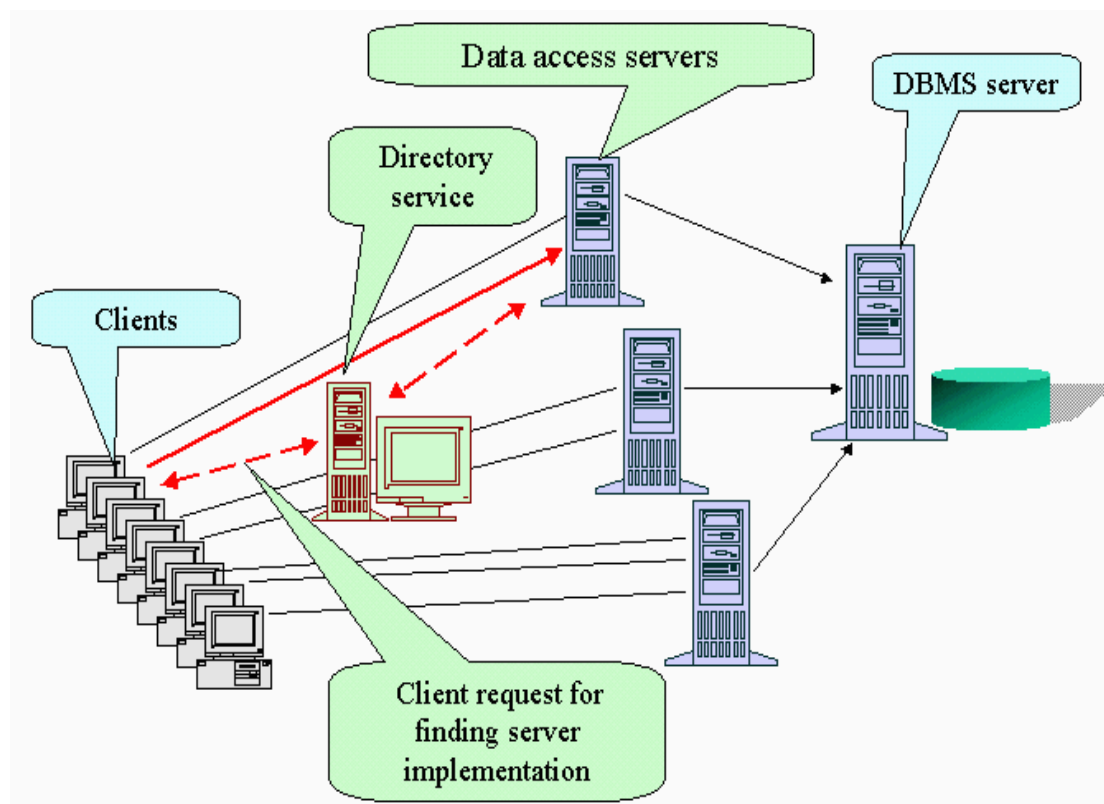 Data access servers
DBMS server
Directory
service
Clients
Client request for
finding server
implementation